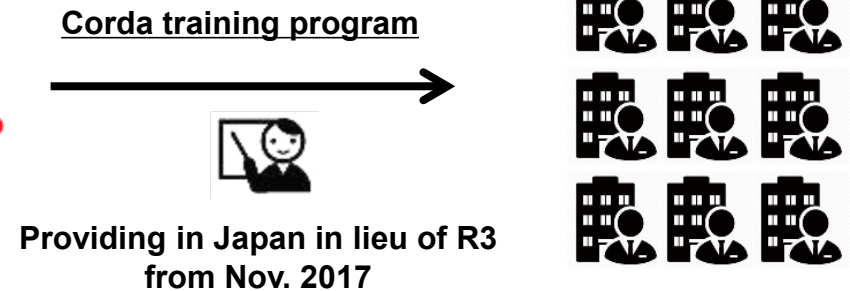 Corda training program
Providing in Japan in lieu of R3
from Nov. 2017